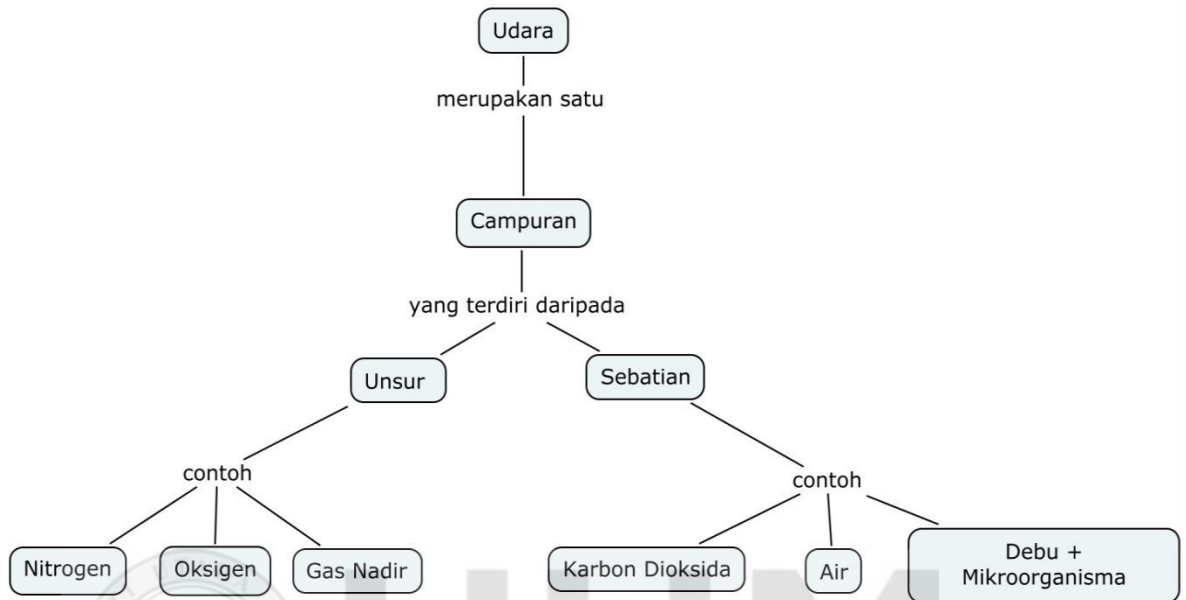 Udara
merupakan satu
Campuran
yang terdiri daripada
Unsur
Sebatian
contoh
contoh
Nitrogen
Oksigen
Gas Nadir
Karbon Dioksida
Air
Debu +
Mikroorganisma